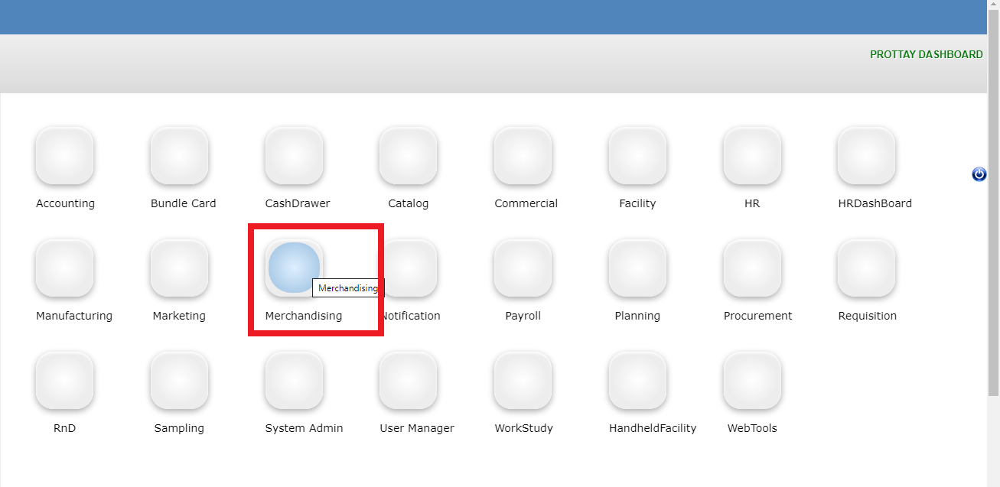 PROTTAY DASHBOARD
Accounting
Bundle Card
CashDrawer
Catalog
Commercial
Facility
HR
HRDashBoard
Merchandising
Manufacturing
Marketing
Merchandising
Notification
Payroll
Planning
Procurement
Requisition
RnD
Sampling
System Admin
User Manager
WorkStudy
HandheldFacility
WebTools